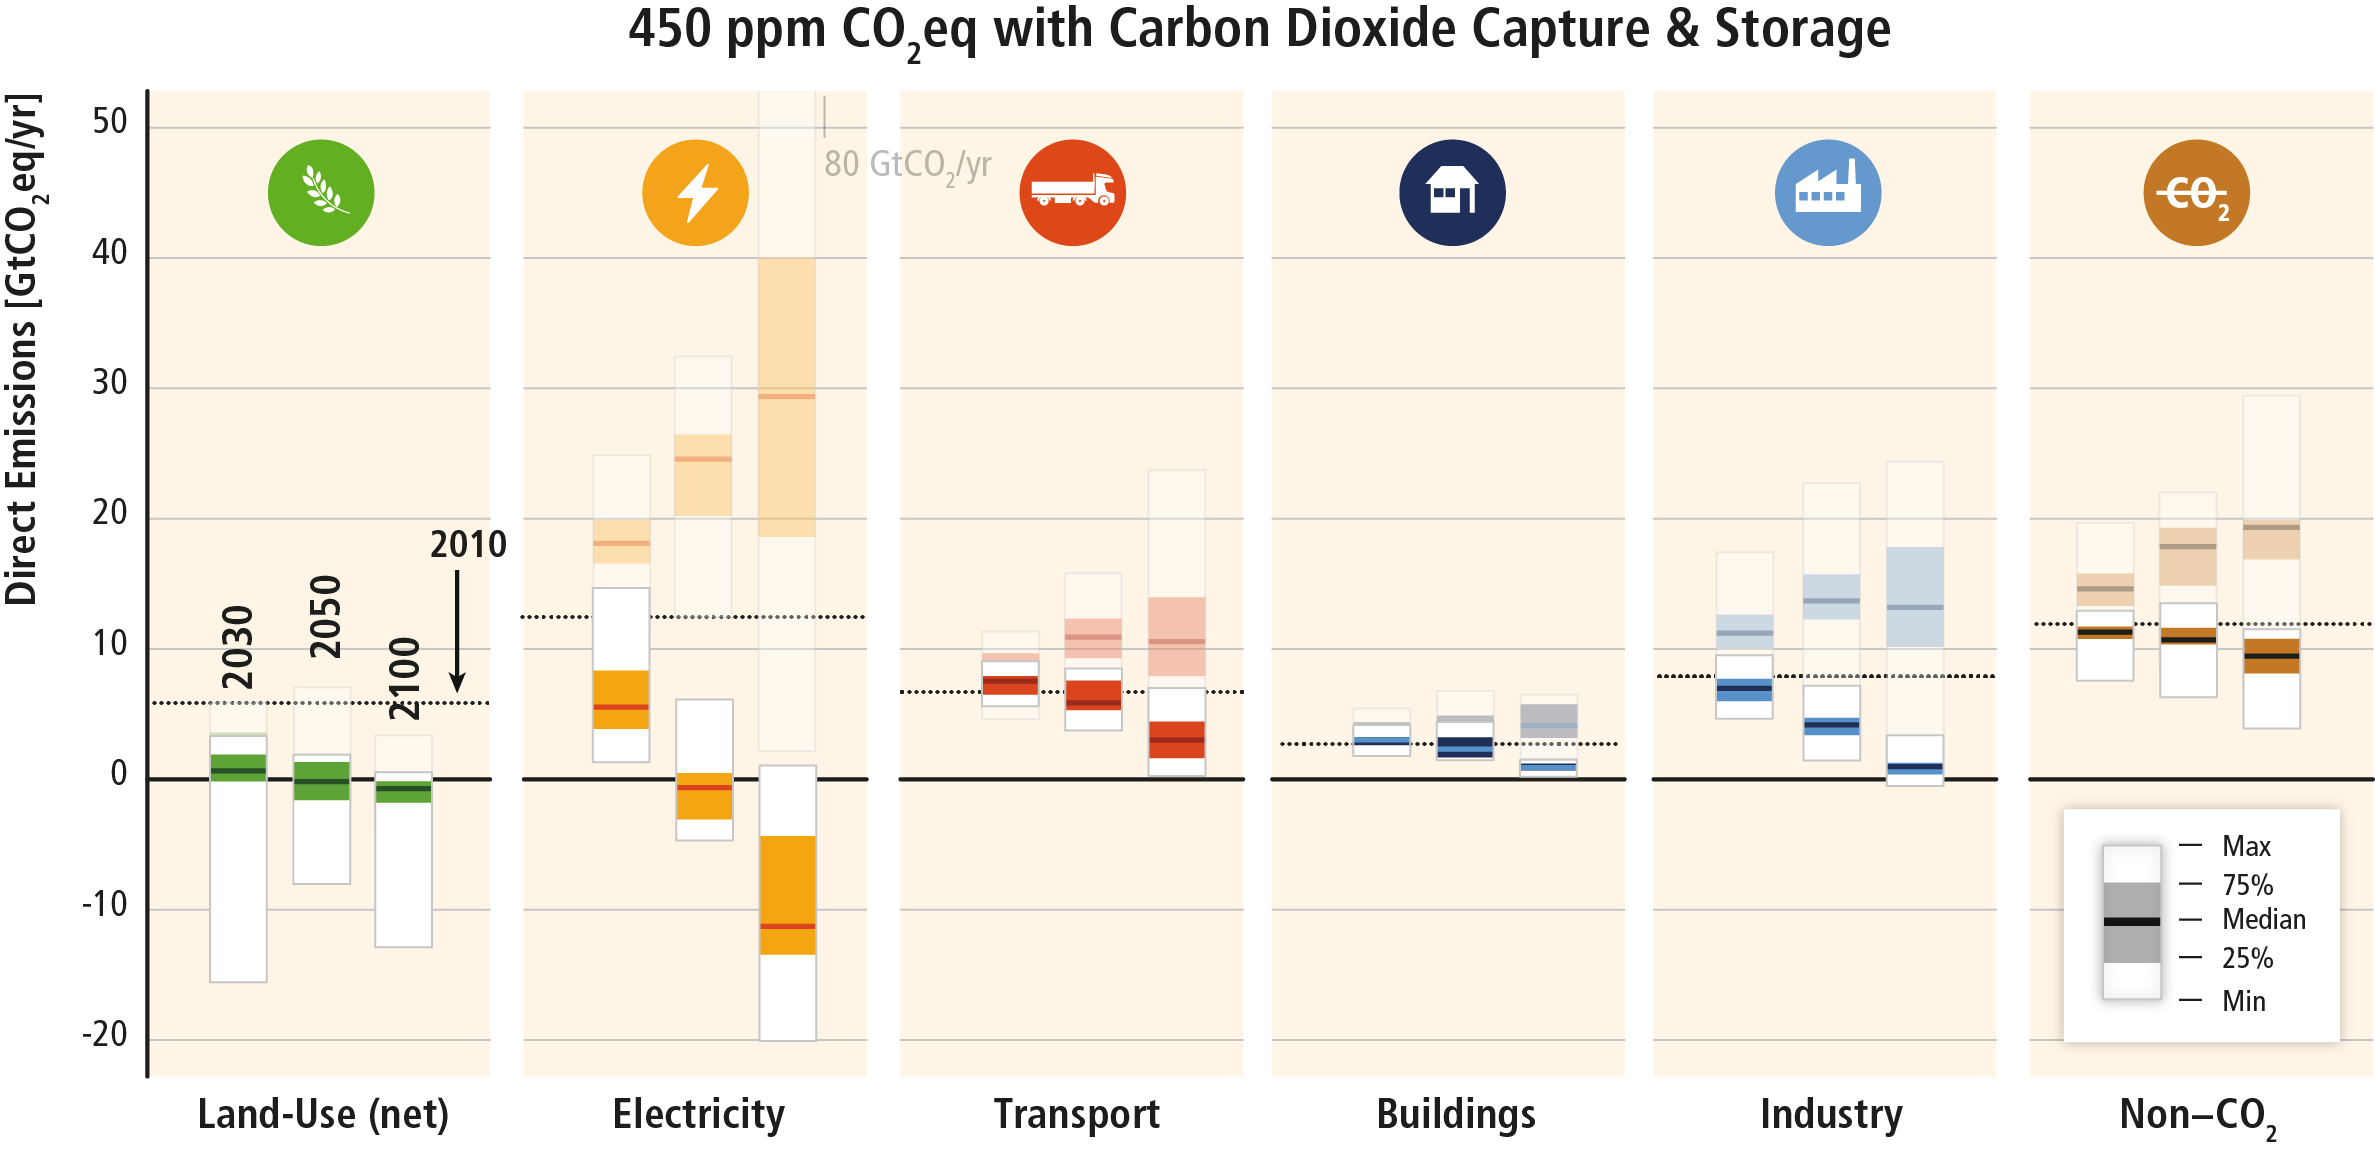 450 ppm CO2eq with Carbon Dioxide Capture & Storage
Direct Emissions [GtCO2eq/yr]
50
40
30
20
10
0
-10
-20
80 GtCO2/yr
CO2
2030
2050
2100
2010
Max
75%
Median
25%
Min
Land-Use (net)
Electricity
Transport
Buildings
Industry
Non–CO2